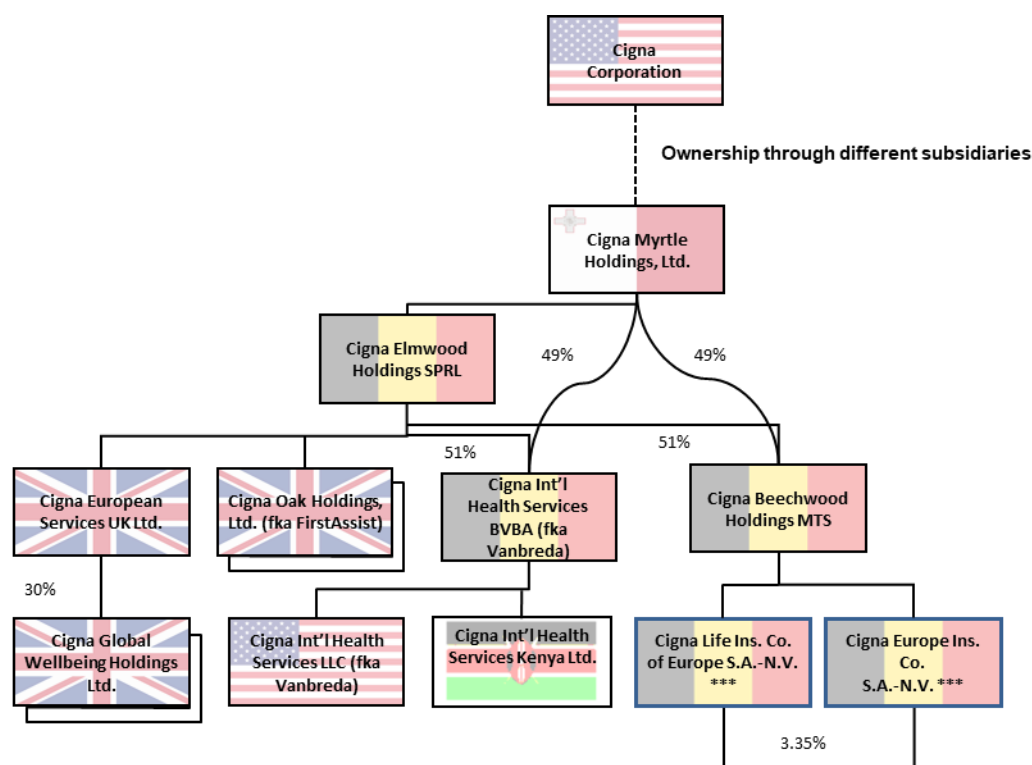 Cigna
Corporation
Ownership through different subsidiaries
Cigna Myrtle
Holdings, Ltd.
Cigna Elmwood
Holdings SPRL
49%
49%
51%
51%
Cigna European
Services UK Ltd.
Cigna Oak Holdings,
Ltd. (fka FirstAssist)
Cigna Int'l
Health Services
BVBA (fka
Vanbreda)
Cigna Beechwood
Holdings MTS
30%
Cigna Global
Wellbeing Holdings
Ltd.
Cigna Int'l Health
Services LLC (fka
Vanbreda)
Cigna Int'l Health
Services Kenya Ltd.
Cigna Life Ins. Co.
of Europe S.A.-N.V.
***
Cigna Europe Ins.
Co.
S.A.-N.V. ***
3.35%